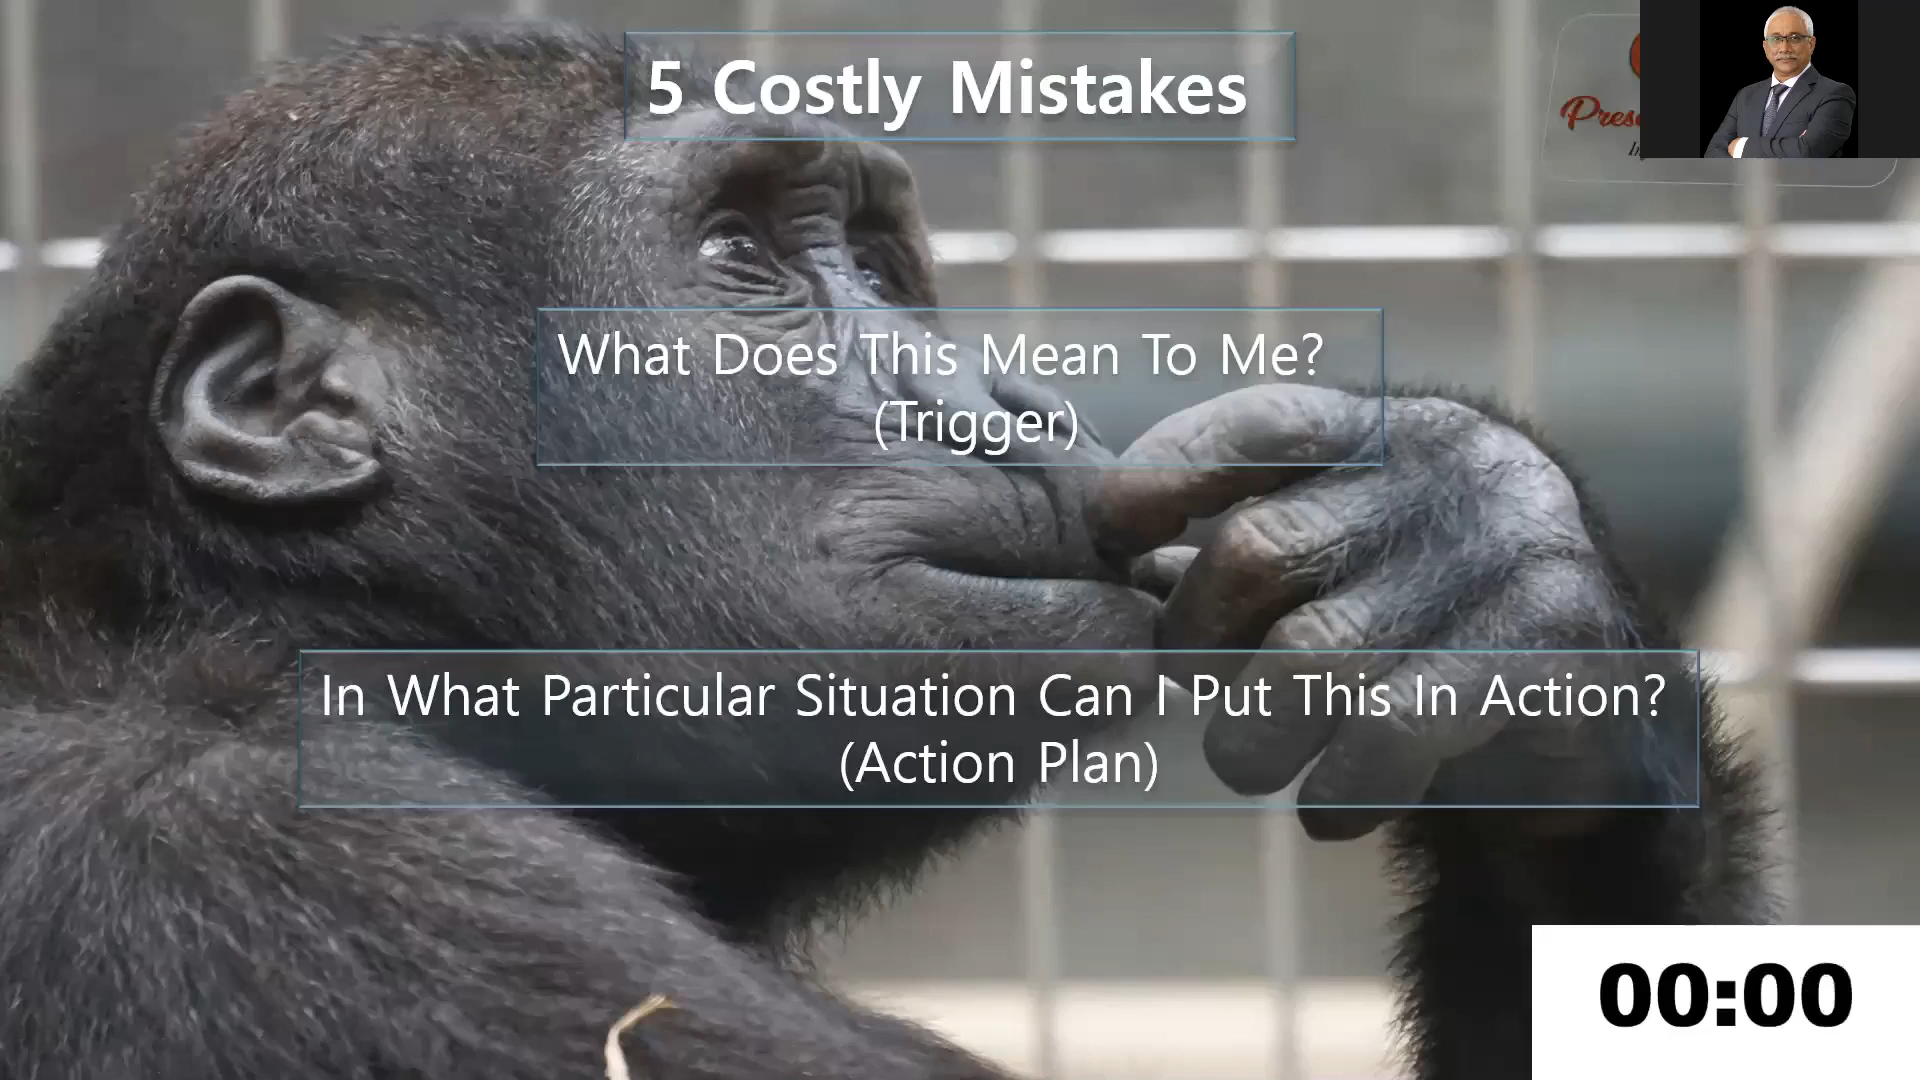 5 Costly Mistakes
What Does This Mean To Me?
(Trigger)
In What Particular Situation Can I Put This In Action?
(Action Plan)
00:00